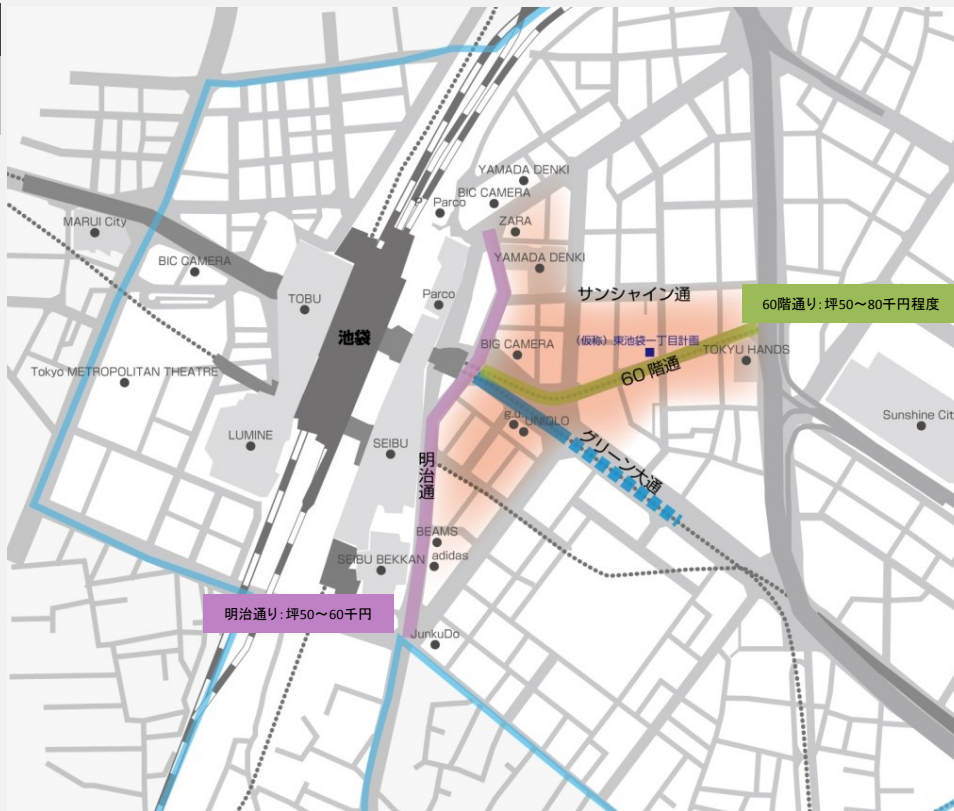 YAMADA DENKI
BIC CAMERA
Parco
ZARA
MARUI City
YAMADA DENKI
BIC CAMERA
サンシャイン通
TOBU
Parco
60階通り：坪50～80千円程度
池袋
（仮称）東池袋一丁目計画
BIG CAMERA
TOKYU HANDS
60階通
Tokyo METROPOLITAN THEATRE
g.u.
UNIQLO
Sunshine City
LUMINE
SEIBU
グリーン大通
明治通
BEAMS
SEIBU BEKKAN
adidas
明治通り：坪50～60千円
JunkuDo